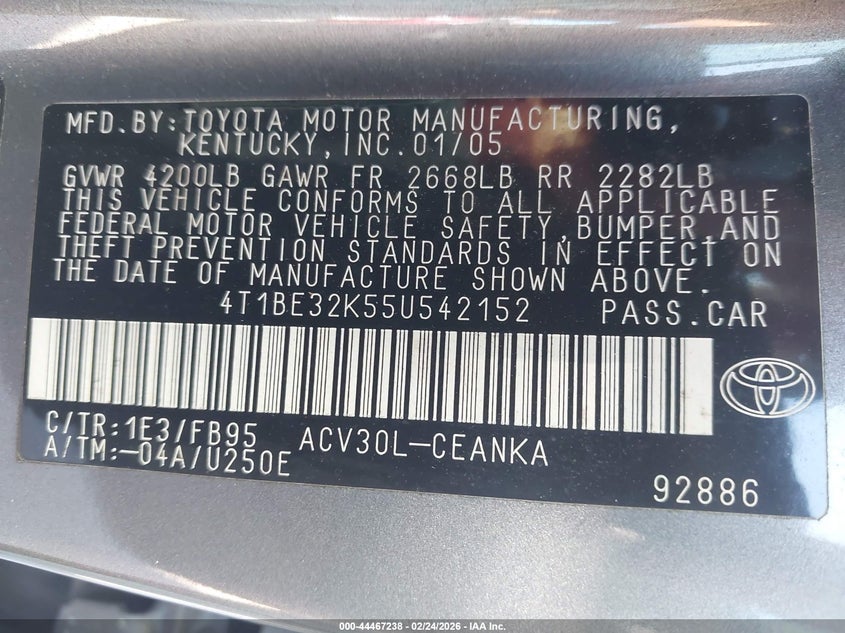 MFD.BY:TOYOTA MOTOR MANUFACTURING,
KENTUCKY,INC.01/05
GVWR 4200LB GAWR FR 2668LB RR 2282LB
THIS VEHICLE CONFORMS TO ALL APPLICABLE
FEDERAL MOTOR VEHICLE SAFETY,BUMPER,AND
THEFT PREVENTION STANDARDS IN EFFECT ON
THE DATE OF MANUFACTURE SHOWN ABOVE.
4T1BE32K55U542152 PASS.CAR
C/TR:1E3/FB95 ACV30L-CEANKA
A/TM:-04A/U250E
92886
000-44467238 - 02/24/2026 - IAA Inc.